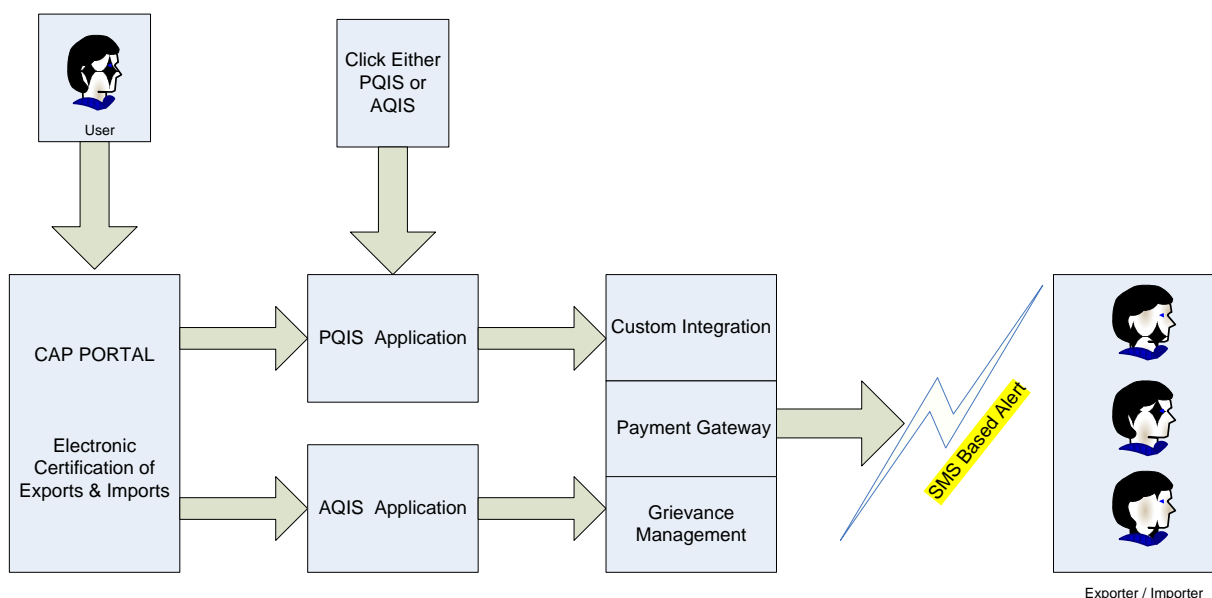 User
Click Either
PQIS or
AQIS
CAP PORTAL
Electronic
Certification of
Exports & Imports
PQIS Application
AQIS Application
Custom Integration
Payment Gateway
Grievance
Management
SMS Based Alert
Exporter / Importer